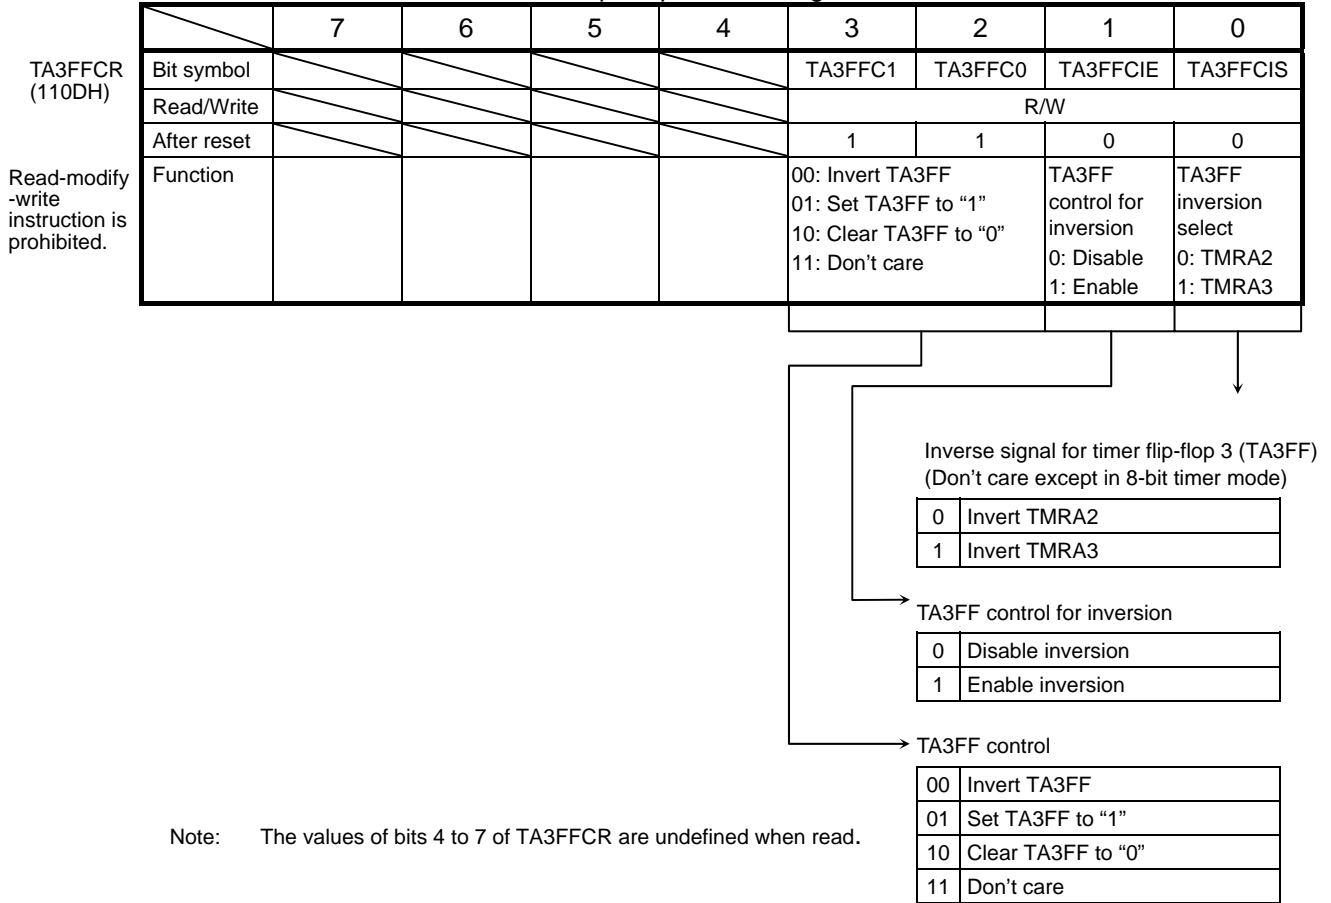 7 6 5 4 3 2 1 0
TA3FFCR
(110DH)
Bit symbol TA3FFC1 TA3FFC0 TA3FFCIE TA3FFCIS
Read/Write R/W
After reset 1 1 0 0
Read-modify
-write
instruction is
prohibited.
Function
00: Invert TA3FF
01: Set TA3FF to “1”
10: Clear TA3FF to “0”
11: Don’t care
TA3FF
control for
inversion
0: Disable
1: Enable
TA3FF
inversion
select
0: TMRA2
1: TMRA3
Inverse signal for timer flip-flop 3 (TA3FF)
(Don’t care except in 8-bit timer mode)
0 Invert TMRA2
1 Invert TMRA3
TA3FF control for inversion
0 Disable inversion
1 Enable inversion
TA3FF control
00 Invert TA3FF
01 Set TA3FF to “1”
10 Clear TA3FF to “0”
11 Don’t care
Note: The values of bits 4 to 7 of TA3FFCR are undefined when read.